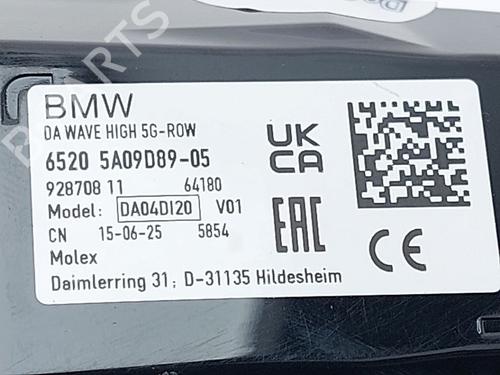 BMW
DA WAVE HIGH 5G-ROW
6520 5A09D89-05
928708 11 64180
Model: DA04DI20 V01
CN 15-06-25 5854
Molex
Daimlerring 31; D-31135 Hildesheim
UK
CA
EAC
CE